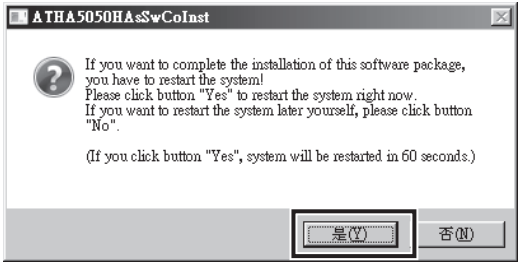 ATHA5050HAsSwCoInst
If you want to complete the installation of this software package,
you have to restart the system!
Please click button "Yes" to restart the system right now.
If you want to restart the system later yourself, please click button
"No".
(If you click button "Yes", system will be restarted in 60 seconds.)
是(Y)
否(N)